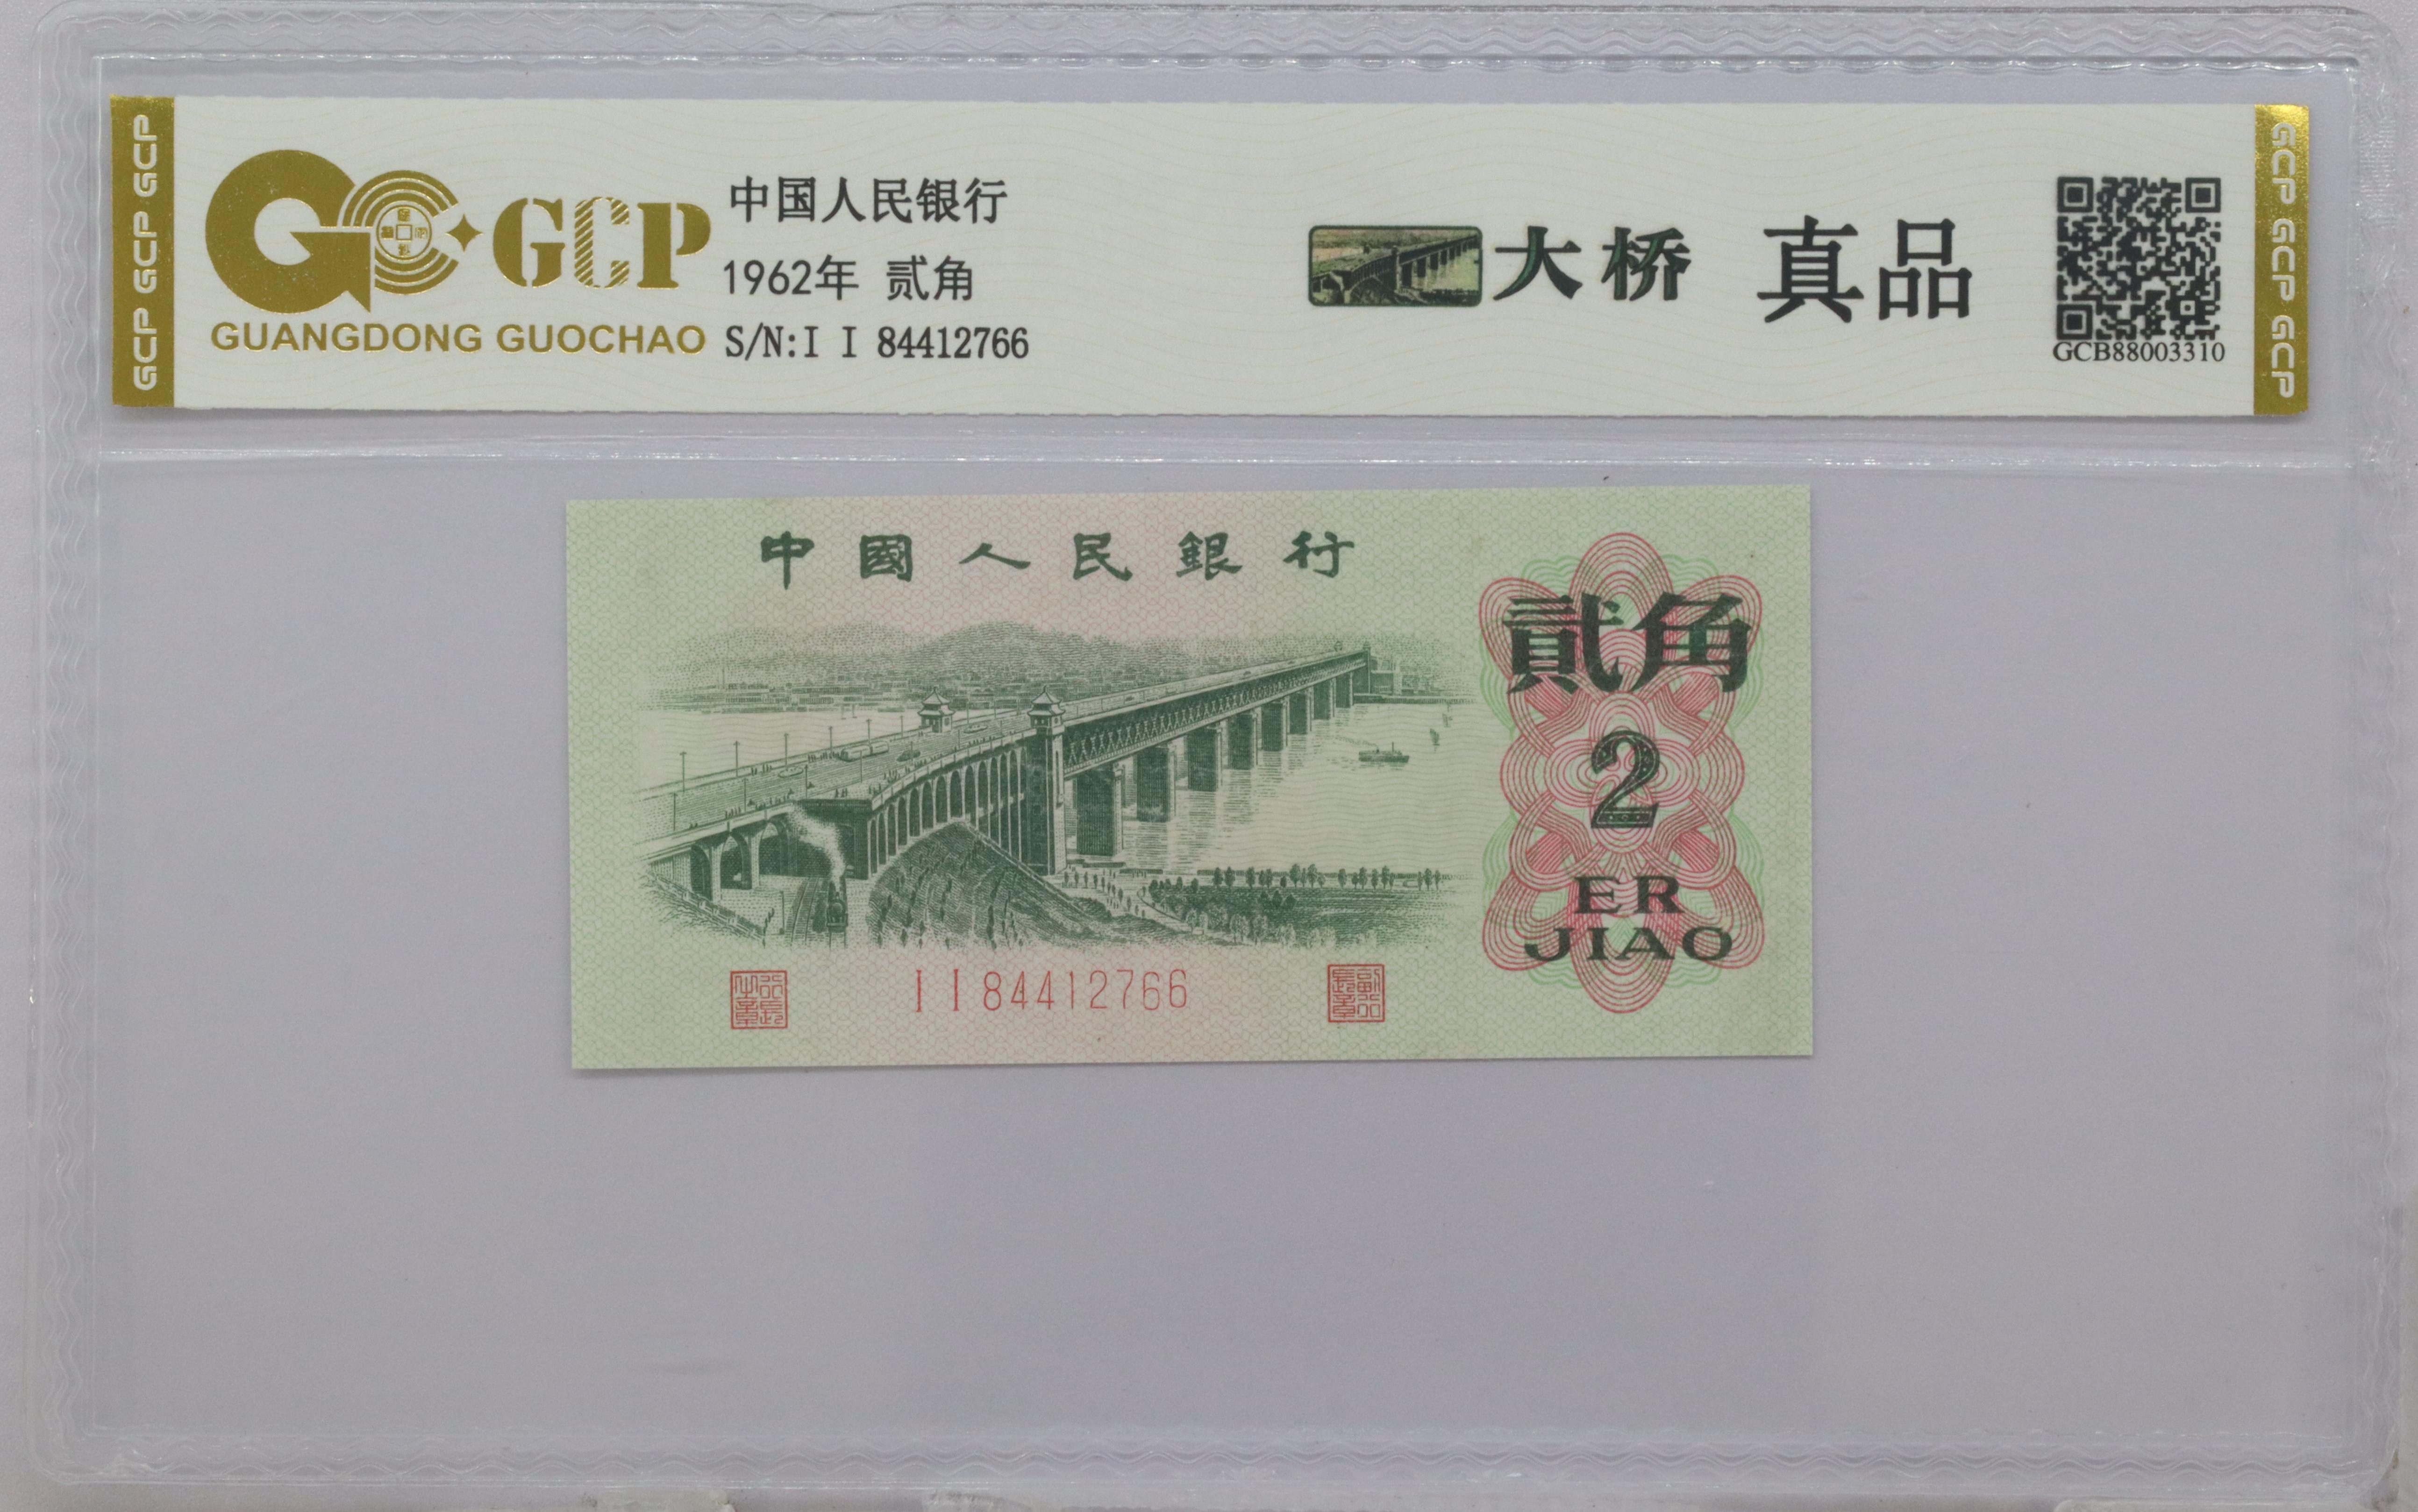 GCP GCP GCP
GCP
GUANGDONG GUOCHAO
中国人民银行
1962年 贰角
S/N:I I 84412766
大桥 真品
GCB88003310
GCP GCP GCP
中國人民銀行
貳角
2
ER
JIAO
I I 84412766